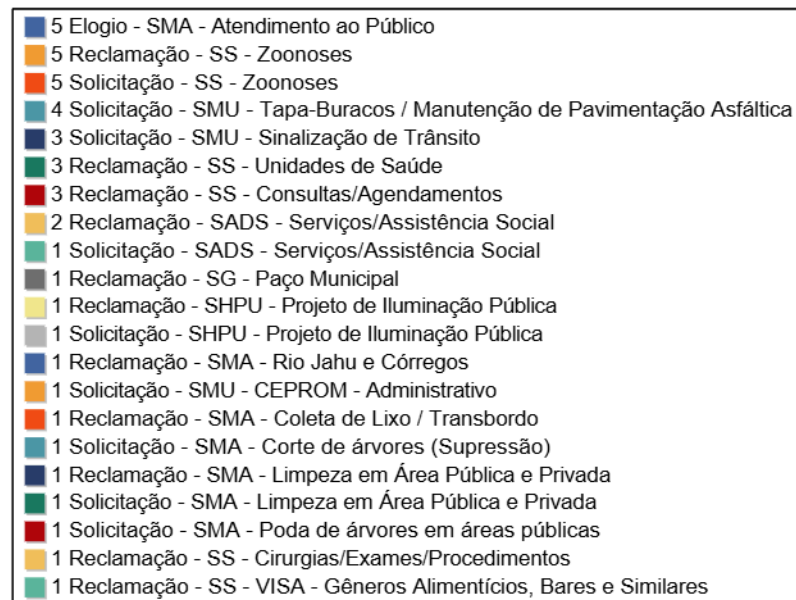 5 Elogio - SMA - Atendimento ao Público
5 Reclamação - SS - Zoonoses
5 Solicitação - SS - Zoonoses
4 Solicitação - SMU - Tapa-Buracos / Manutenção de Pavimentação Asfáltica
3 Solicitação - SMU - Sinalização de Trânsito
3 Reclamação - SS - Unidades de Saúde
3 Reclamação - SS - Consultas/Agendamentos
2 Reclamação - SADS - Serviços/Assistência Social
1 Solicitação - SADS - Serviços/Assistência Social
1 Reclamação - SG - Paço Municipal
1 Reclamação - SHPU - Projeto de Iluminação Pública
1 Solicitação - SHPU - Projeto de Iluminação Pública
1 Reclamação - SMA - Rio Jahu e Córregos
1 Solicitação - SMU - CEPROM - Administrativo
1 Reclamação - SMA - Coleta de Lixo / Transbordo
1 Solicitação - SMA - Corte de árvores (Supressão)
1 Reclamação - SMA - Limpeza em Área Pública e Privada
1 Solicitação - SMA - Limpeza em Área Pública e Privada
1 Solicitação - SMA - Poda de árvores em áreas públicas
1 Reclamação - SS - Cirurgias/Exames/Procedimentos
1 Reclamação - SS - VISA - Gêneros Alimentícios, Bares e Similares